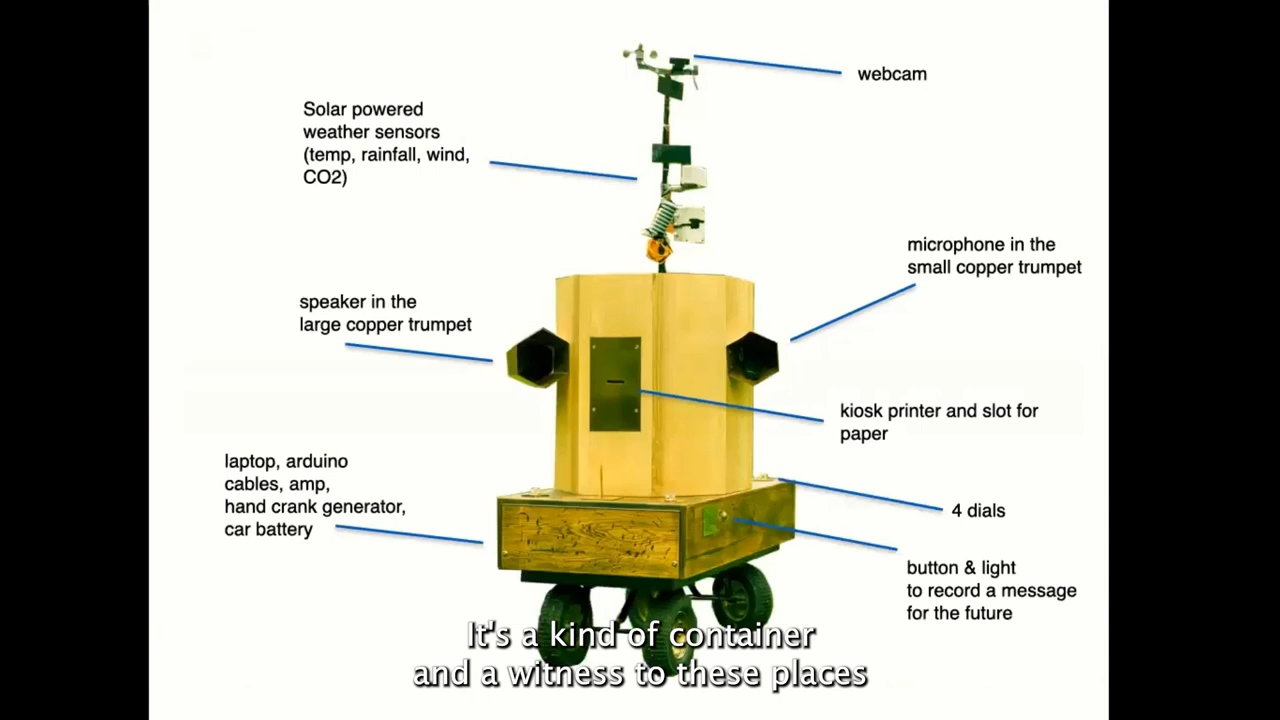 webcam
Solar powered
weather sensors
(temp, rainfall, wind,
CO2)
microphone in the
small copper trumpet
speaker in the
large copper trumpet
kiosk printer and slot for
paper
laptop, arduino
cables, amp,
hand crank generator,
car battery
4 dials
button & light
to record a message
for the future
It's a kind of container
and a witness to these places